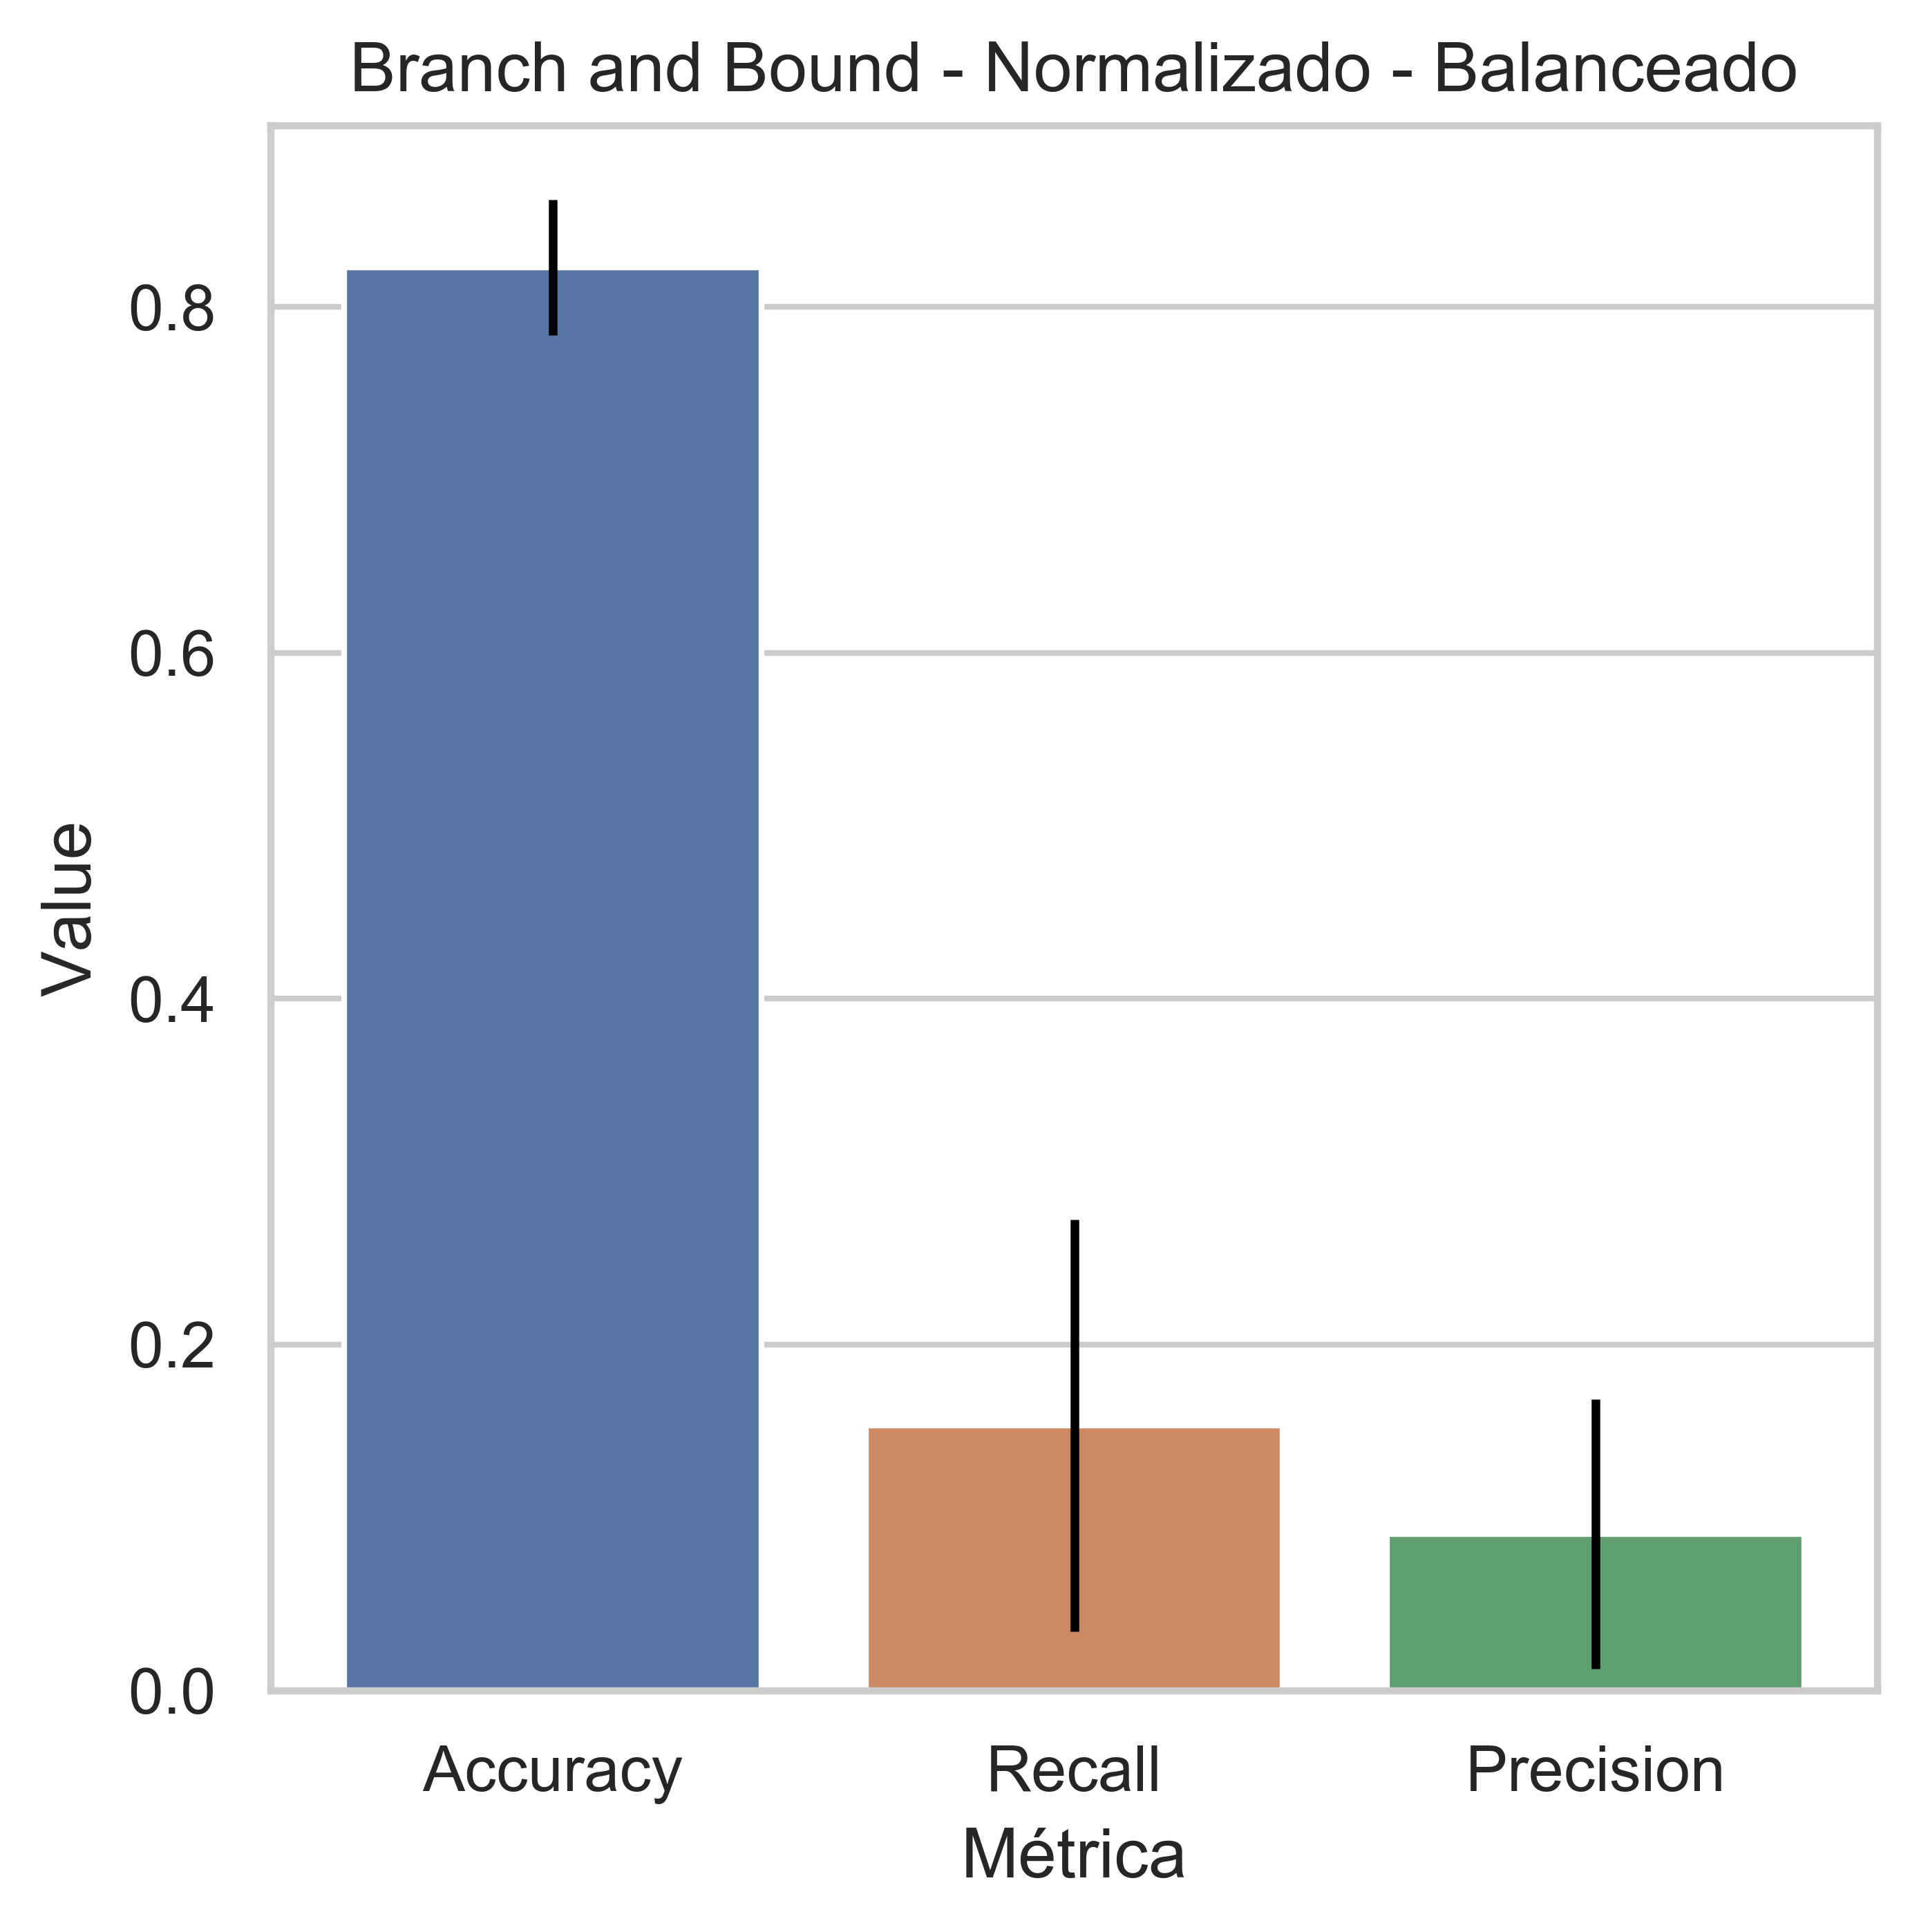 Branch and Bound - Normalizado - Balanceado
Value
0.8
0.6
0.4
0.2
0.0
Accuracy Recall Precision
Métrica